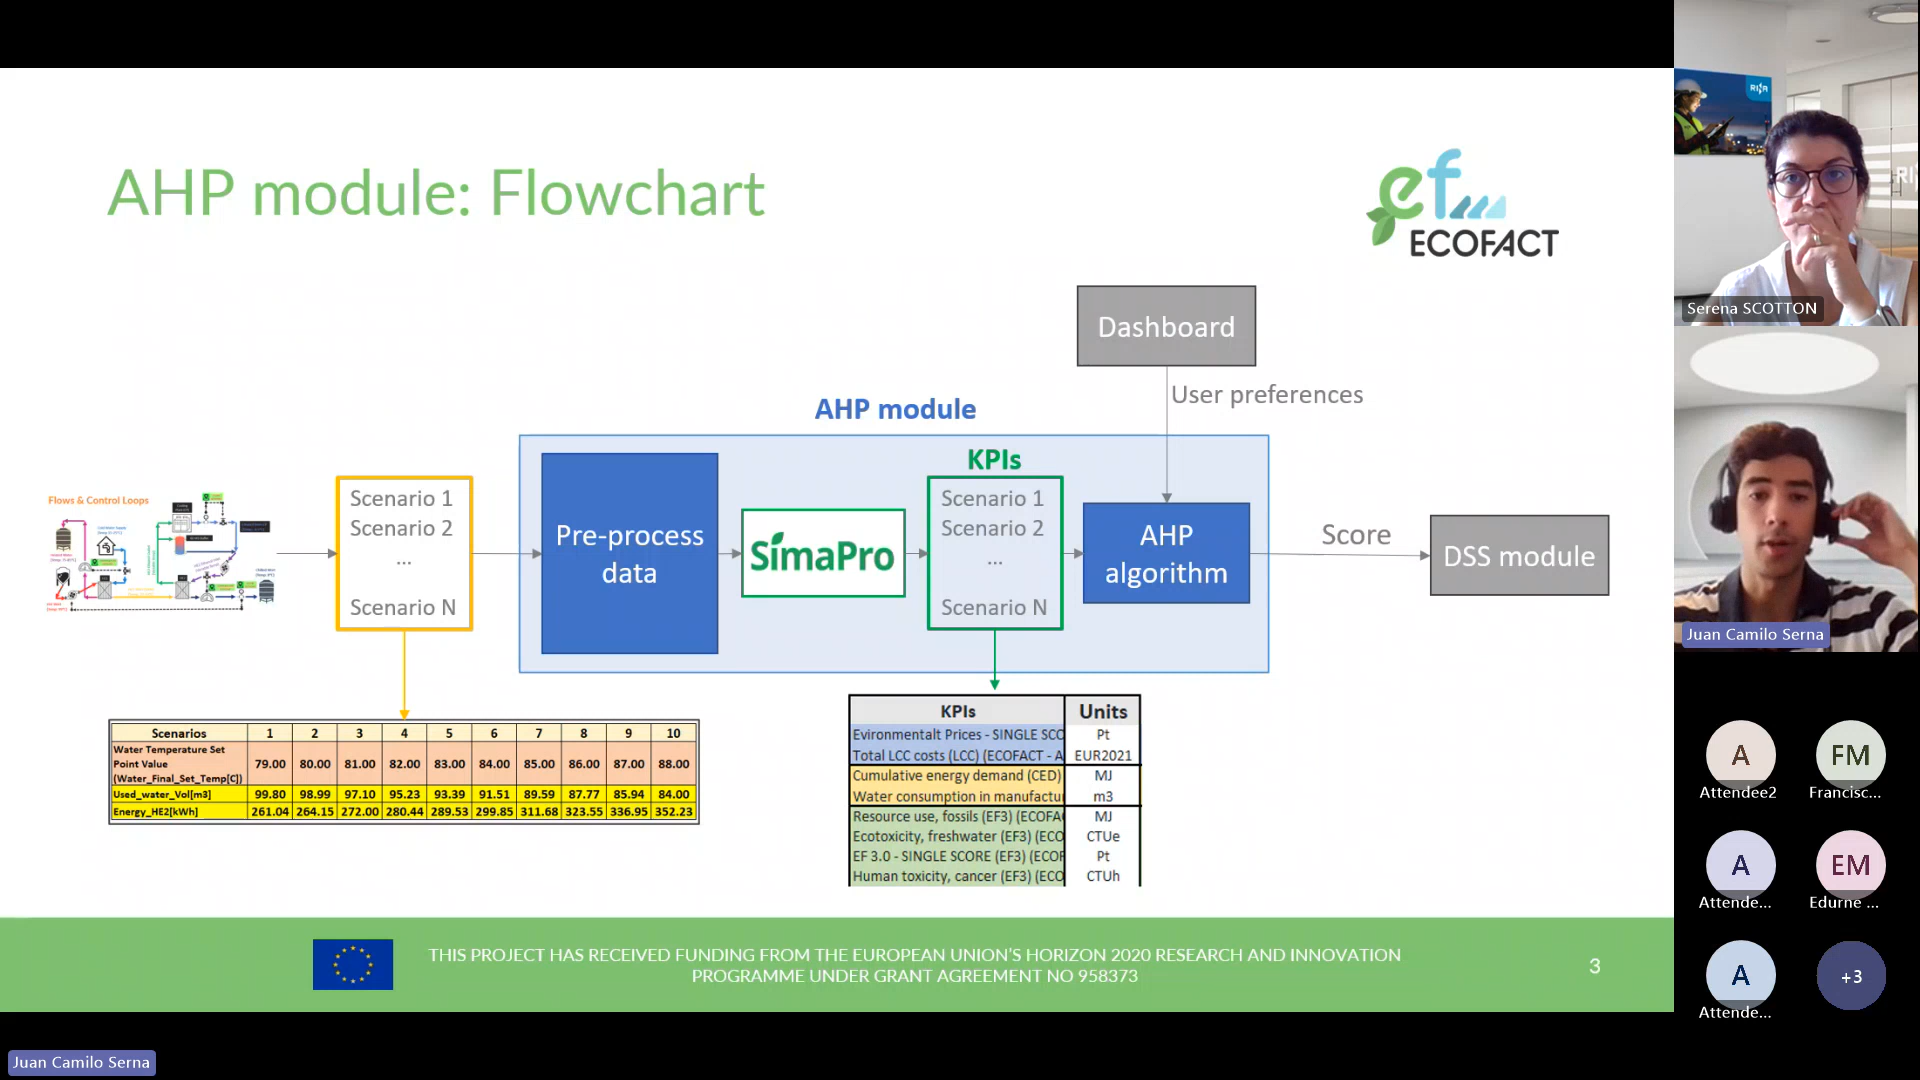 AHP module: Flowchart
ef
ECOFACT
Dashboard
User preferences
AHP module
KPIs
Flows & Control Loops
Scenario 1
Scenario 2
...
Scenario N
Pre-process
data
SimaPro
Scenario 1
Scenario 2
...
Scenario N
AHP
algorithm
Score
DSS module
Scenarios 1 2 3 4 5 6 7 8 9 10
Water Temperature Set
Point Value
(Water_Final_Set_Temp[C]) 79.00 80.00 81.00 82.00 83.00 84.00 85.00 86.00 87.00 88.00
Used_water_Vol[m3] 99.80 98.99 97.10 95.23 93.39 91.51 89.59 87.77 85.94 84.00
Energy_HE2[kWh] 261.04 264.15 272.00 280.44 289.53 299.85 311.68 323.55 336.95 352.23
KPIs Units
Evironmentalt Prices - SINGLE SCO Pt
Total LCC costs (LCC) (ECOFACT - A EUR2021
Cumulative energy demand (CED) MJ
Water consumption in manufactu m3
Resource use, fossils (EF3) (ECOFA MJ
Ecotoxicity, freshwater (EF3) (ECO CTUe
EF 3.0 - SINGLE SCORE (EF3) (ECOF Pt
Human toxicity, cancer (EF3) (ECO CTUh
THIS PROJECT HAS RECEIVED FUNDING FROM THE EUROPEAN UNION'S HORIZON 2020 RESEARCH AND INNOVATION
PROGRAMME UNDER GRANT AGREEMENT NO 958373
3
RINA
Serena SCOTTON
Juan Camilo Serna
A
Attendee2
FM
Francisc...
A
Attende...
EM
Edurne ...
A
Attende...
+3
Juan Camilo Serna